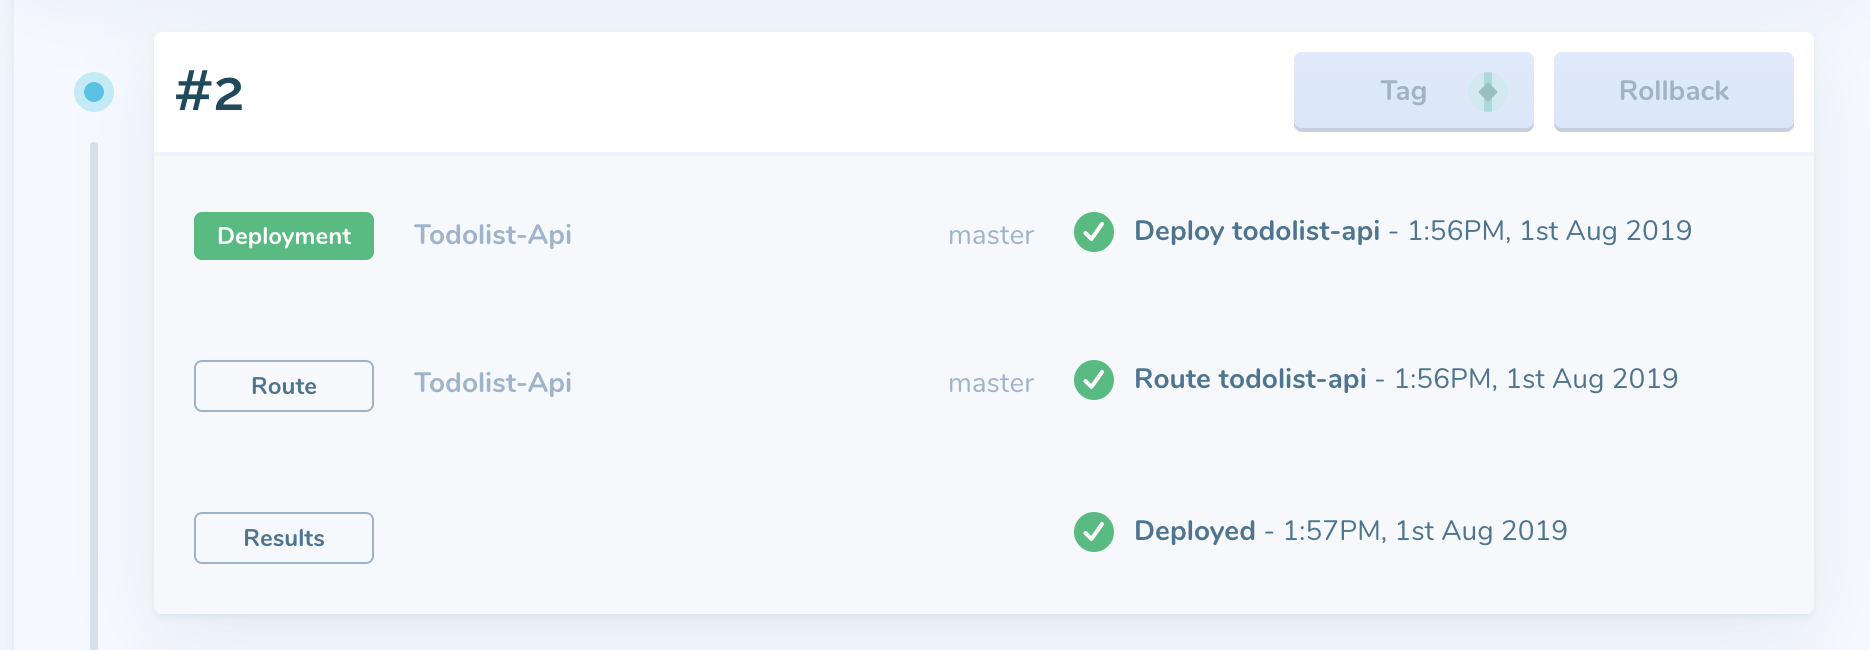 #2
Tag
Rollback
Deployment Todolist-Api master Deploy todolist-api - 1:56PM, 1st Aug 2019
Route Todolist-Api master Route todolist-api - 1:56PM, 1st Aug 2019
Results Deployed - 1:57PM, 1st Aug 2019